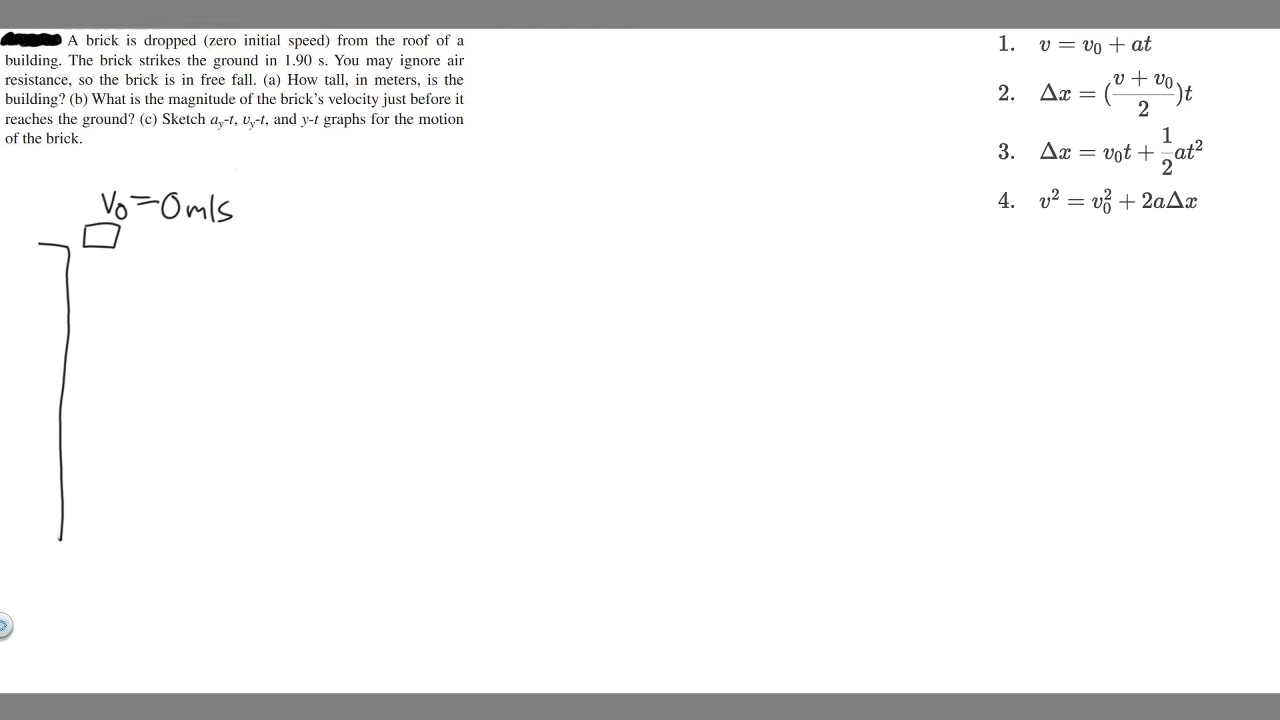 A brick is dropped (zero initial speed) from the roof of a
building. The brick strikes the ground in 1.90 s. You may ignore air
resistance, so the brick is in free fall. (a) How tall, in meters, is the
building? (b) What is the magnitude of the brick's velocity just before it
reaches the ground? (c) Sketch a_y-t, v_y-t, and y-t graphs for the motion
of the brick.
v₀=0m/s
1. v = v₀ + at
2. Δx = ((v + v₀)/2)t
3. Δx = v₀t + 1/2 at²
4. v² = v₀² + 2aΔx